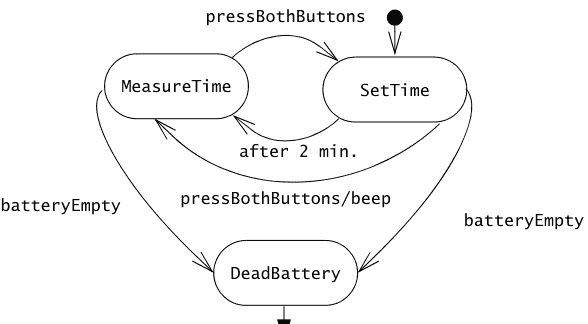 pressBothButtons
MeasureTime
SetTime
after 2 min.
pressBothButtons/beep
batteryEmpty
batteryEmpty
DeadBattery